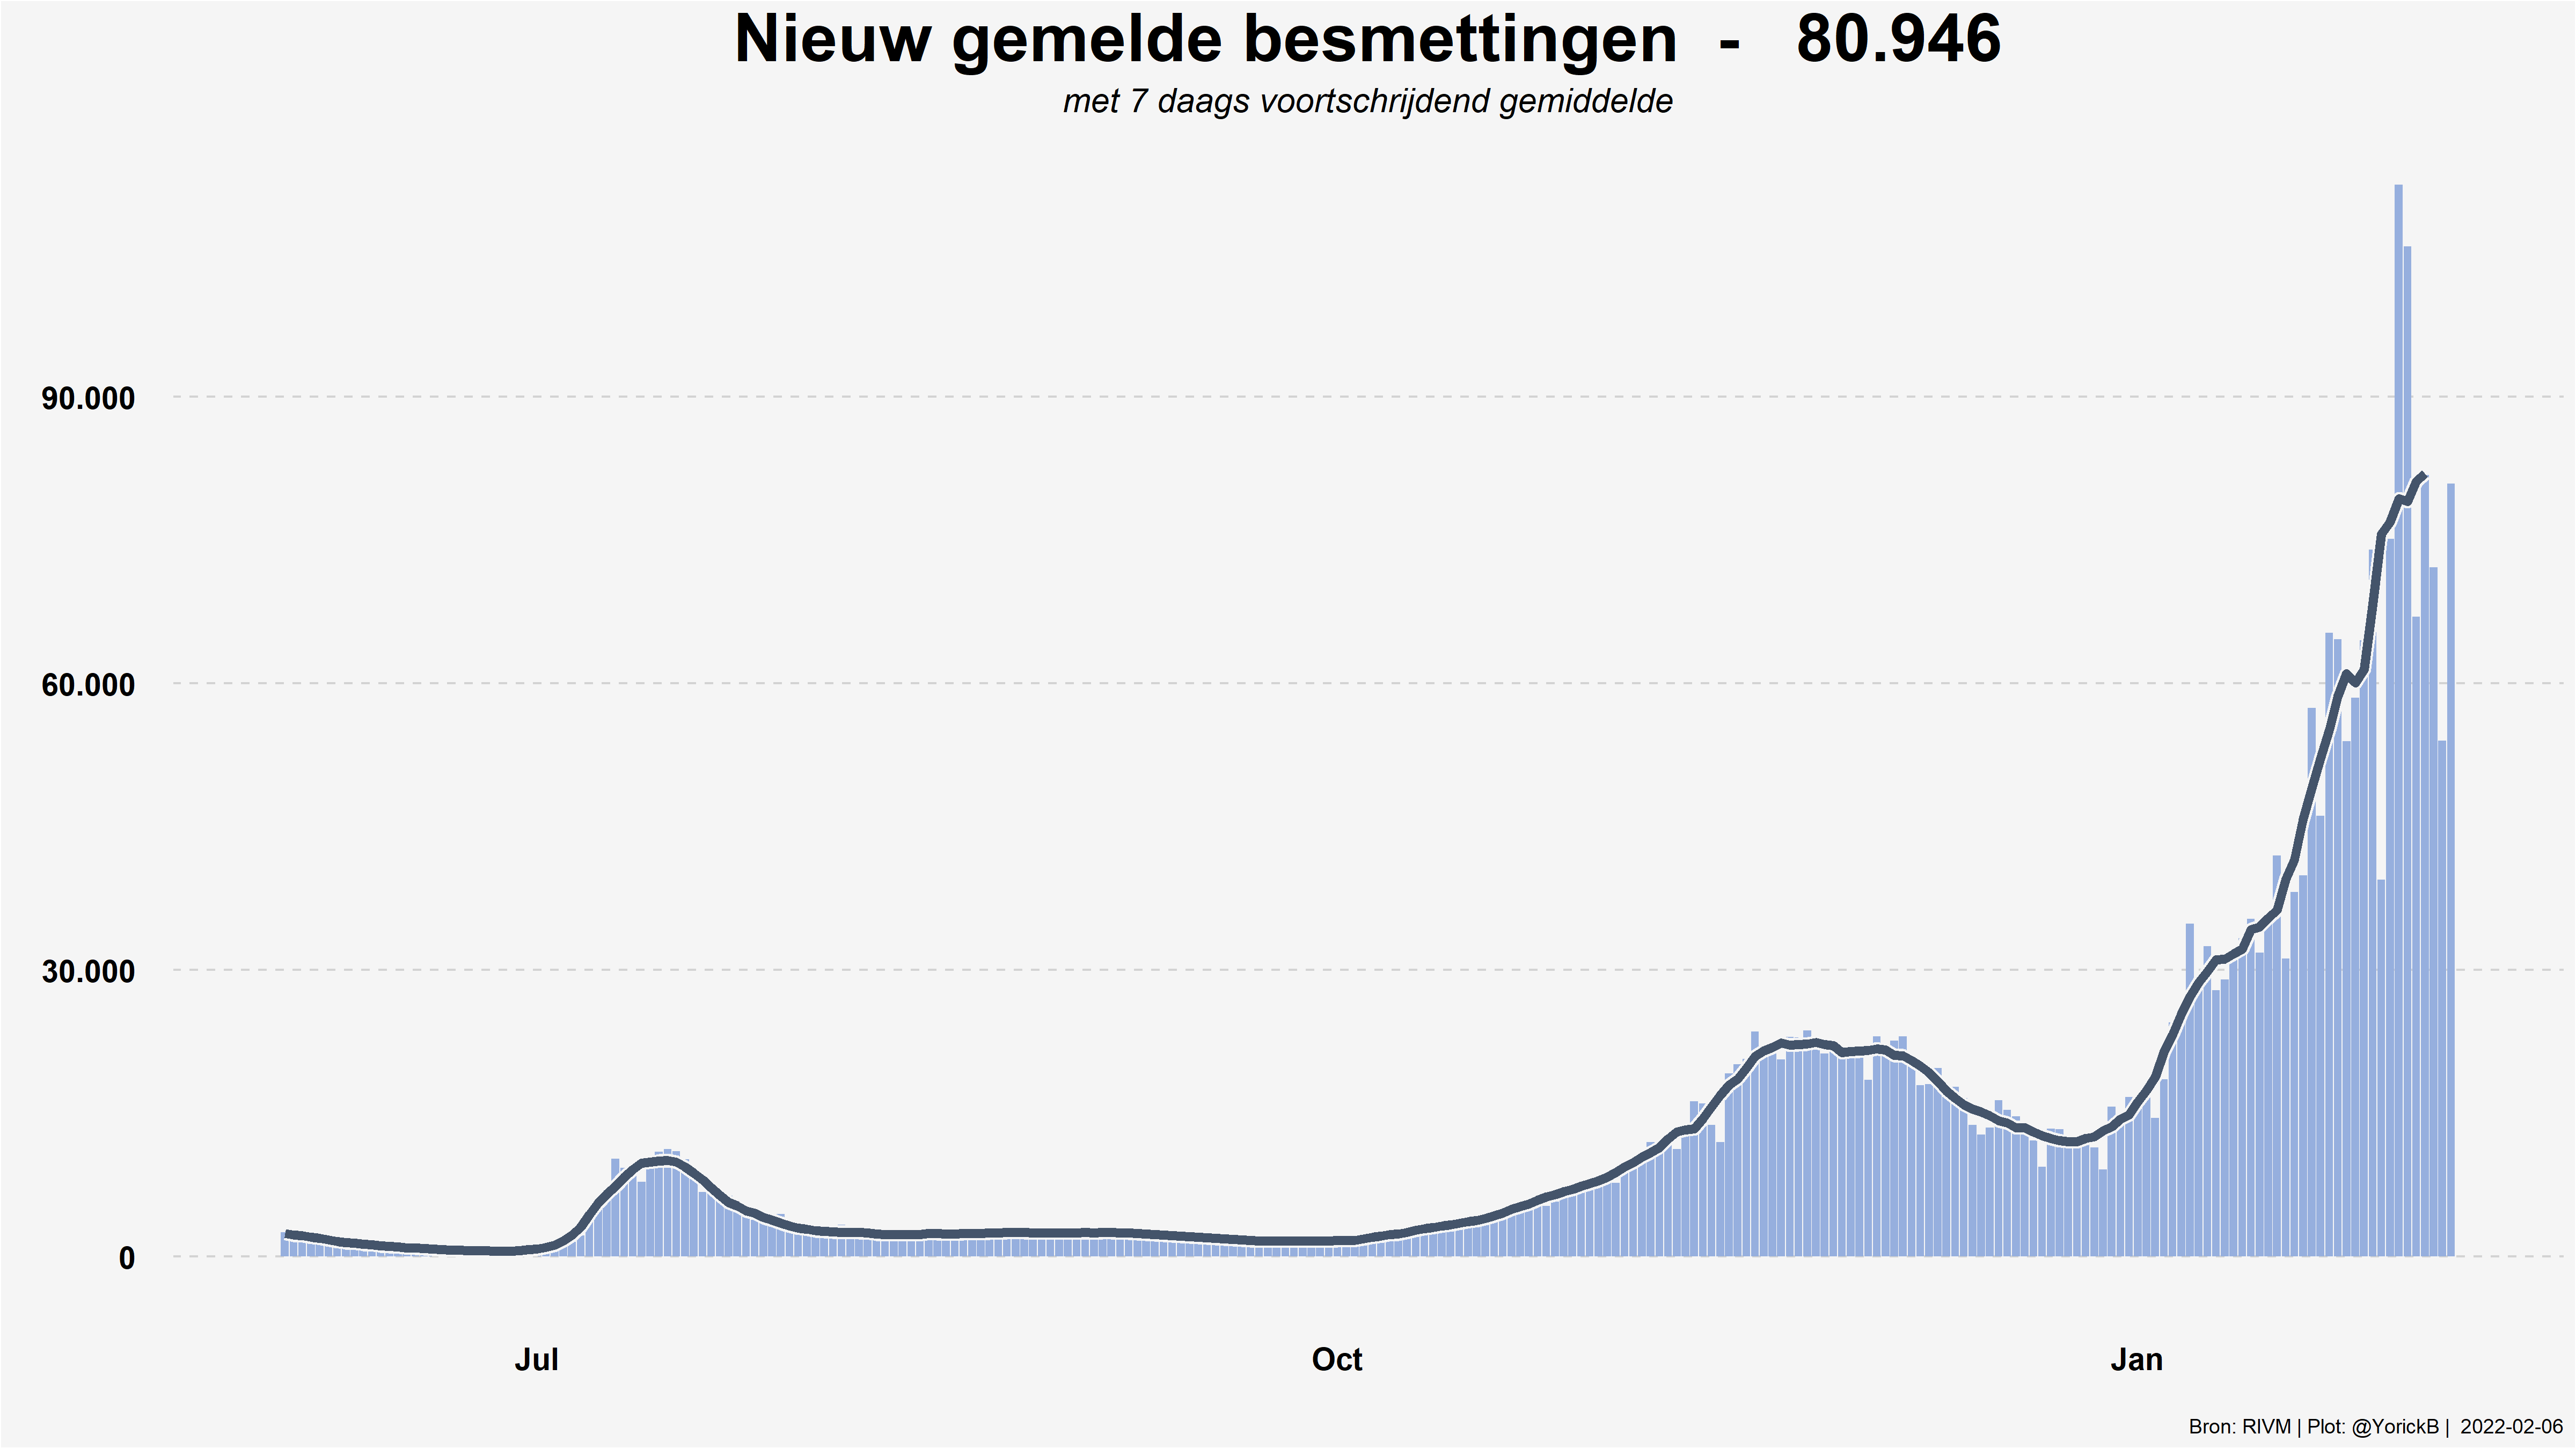 Nieuw gemelde besmettingen - 80.946
met 7 daags voortschrijdend gemiddelde
90.000
60.000
30.000
0
Jul Oct Jan
Bron: RIVM | Plot: @YorickB | 2022-02-06